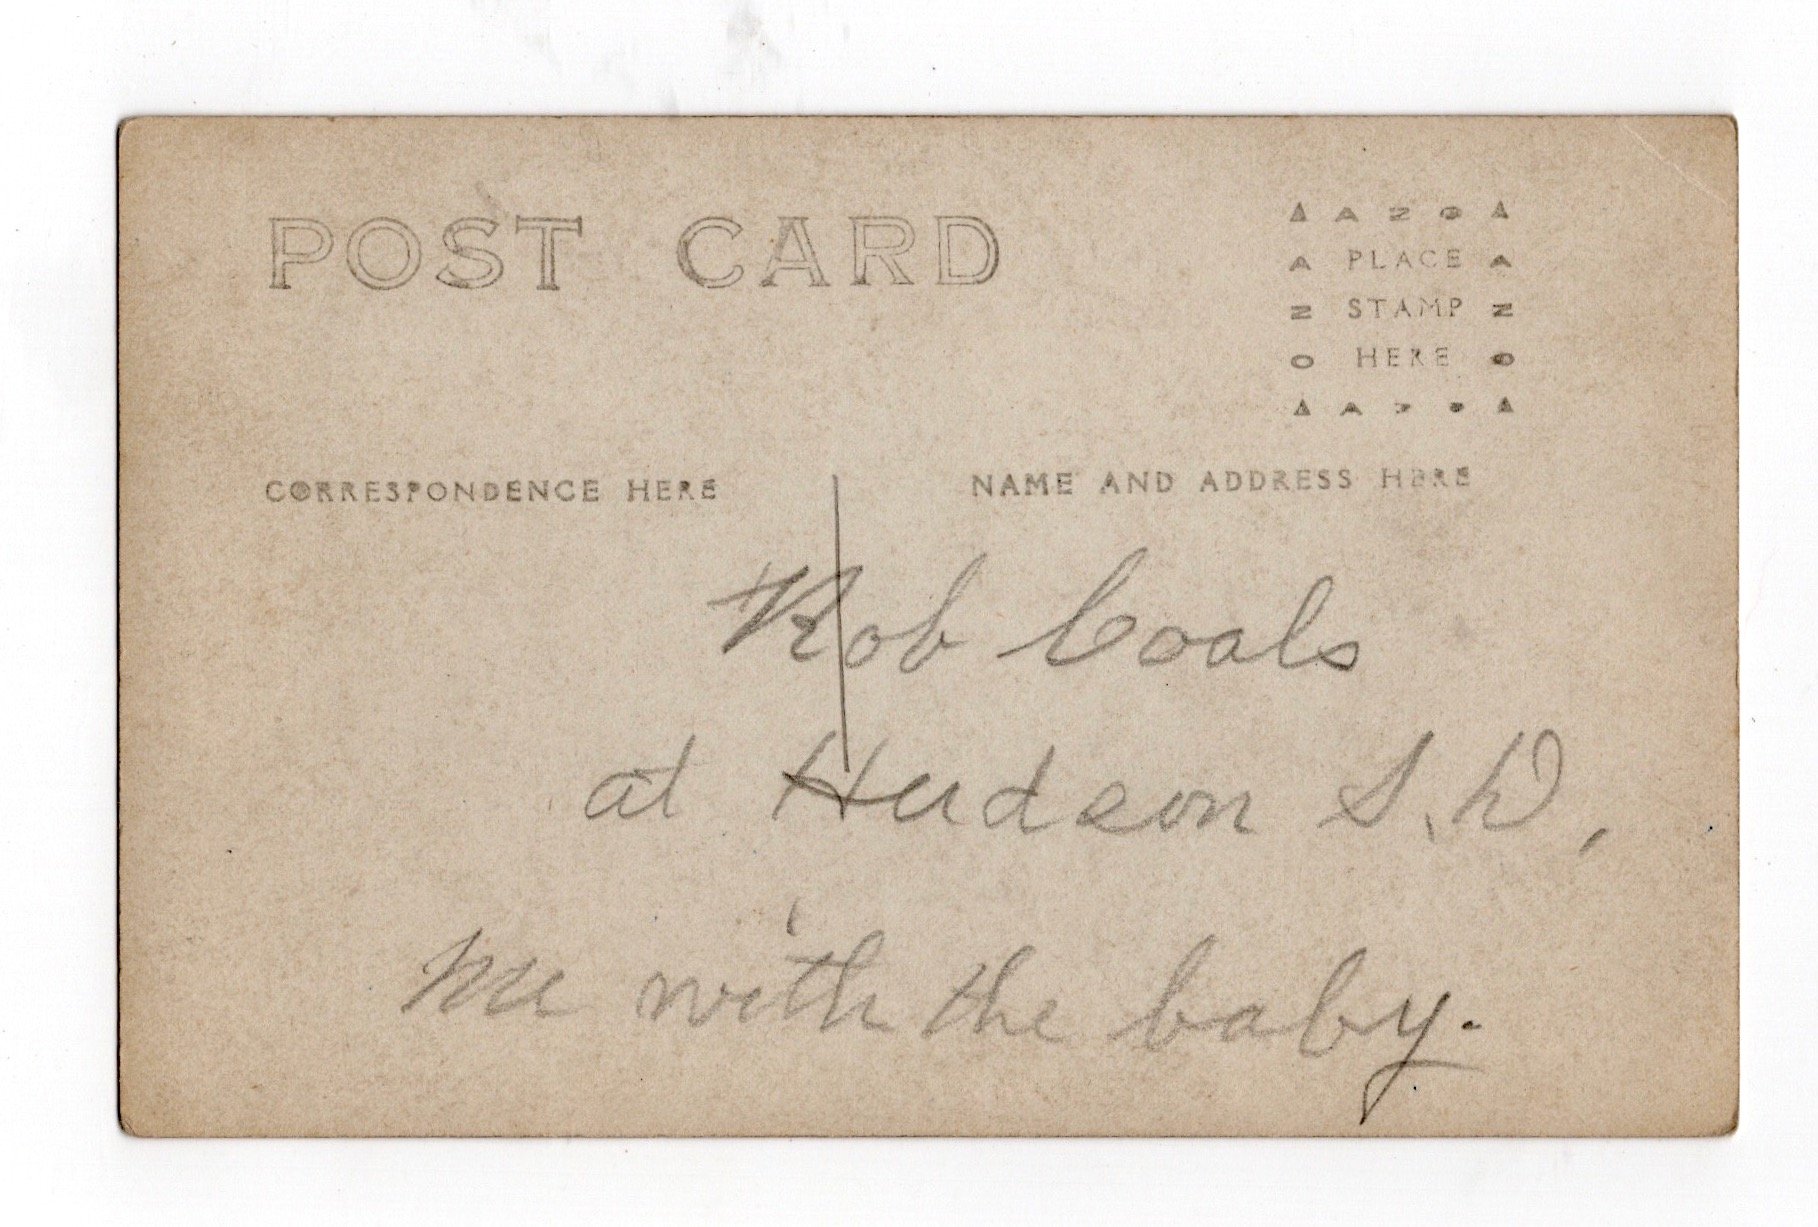 POST CARD
AZO
A PLACE A
Z STAMP Z
O HERE O
AZO
CORRESPONDENCE HERE
NAME AND ADDRESS HERE
Rob Coals
at Hudson S.D.
me with the baby.